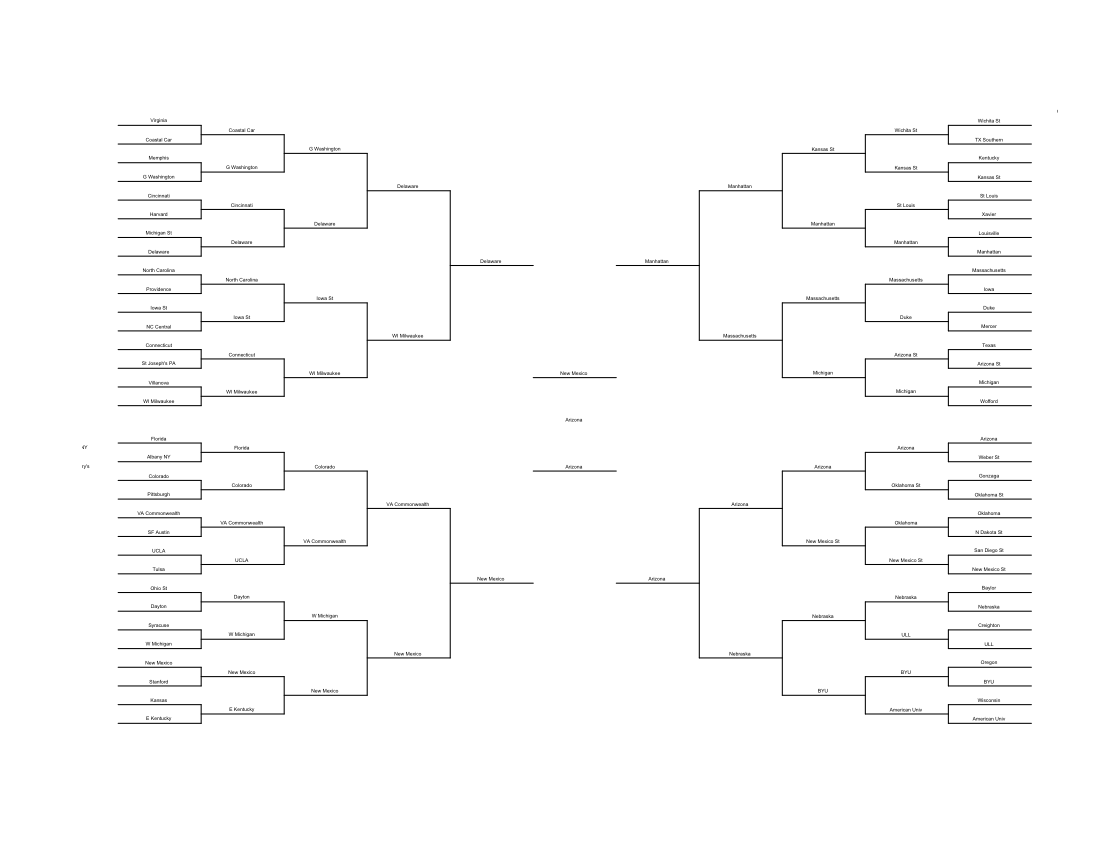 Virginia
Coastal Car
Memphis
G Washington
Cincinnati
Harvard
Michigan St
Delaware
North Carolina
Providence
Iowa St
NC Central
Connecticut
St Joseph's PA
Villanova
WI Milwaukee
Coastal Car
G Washington
Cincinnati
Delaware
North Carolina
Iowa St
Connecticut
WI Milwaukee
G Washington
Delaware
Iowa St
WI Milwaukee
Delaware
WI Milwaukee
Delaware
NY
ry's
Florida
Albany NY
Colorado
Pittsburgh
VA Commonwealth
SF Austin
UCLA
Tulsa
Ohio St
Dayton
Syracuse
W Michigan
New Mexico
Stanford
Kansas
E Kentucky
Florida
Colorado
VA Commonwealth
UCLA
Dayton
W Michigan
New Mexico
E Kentucky
Colorado
VA Commonwealth
W Michigan
New Mexico
VA Commonwealth
New Mexico
New Mexico
New Mexico
Arizona
Arizona
Manhattan
Manhattan
Massachusetts
Kansas St
Manhattan
Massachusetts
Michigan
Wichita St
Kansas St
St Louis
Manhattan
Massachusetts
Duke
Arizona St
Michigan
Wichita St
TX Southern
Kentucky
Kansas St
St Louis
Xavier
Louisville
Manhattan
Massachusetts
Iowa
Duke
Mercer
Texas
Arizona St
Michigan
Wofford
Arizona
Arizona
Nebraska
Arizona
New Mexico St
Nebraska
BYU
Arizona
Oklahoma St
Oklahoma
New Mexico St
Nebraska
ULL
BYU
American Univ
Arizona
Weber St
Gonzaga
Oklahoma St
Oklahoma
N Dakota St
San Diego St
New Mexico St
Baylor
Nebraska
Creighton
ULL
Oregon
BYU
Wisconsin
American Univ